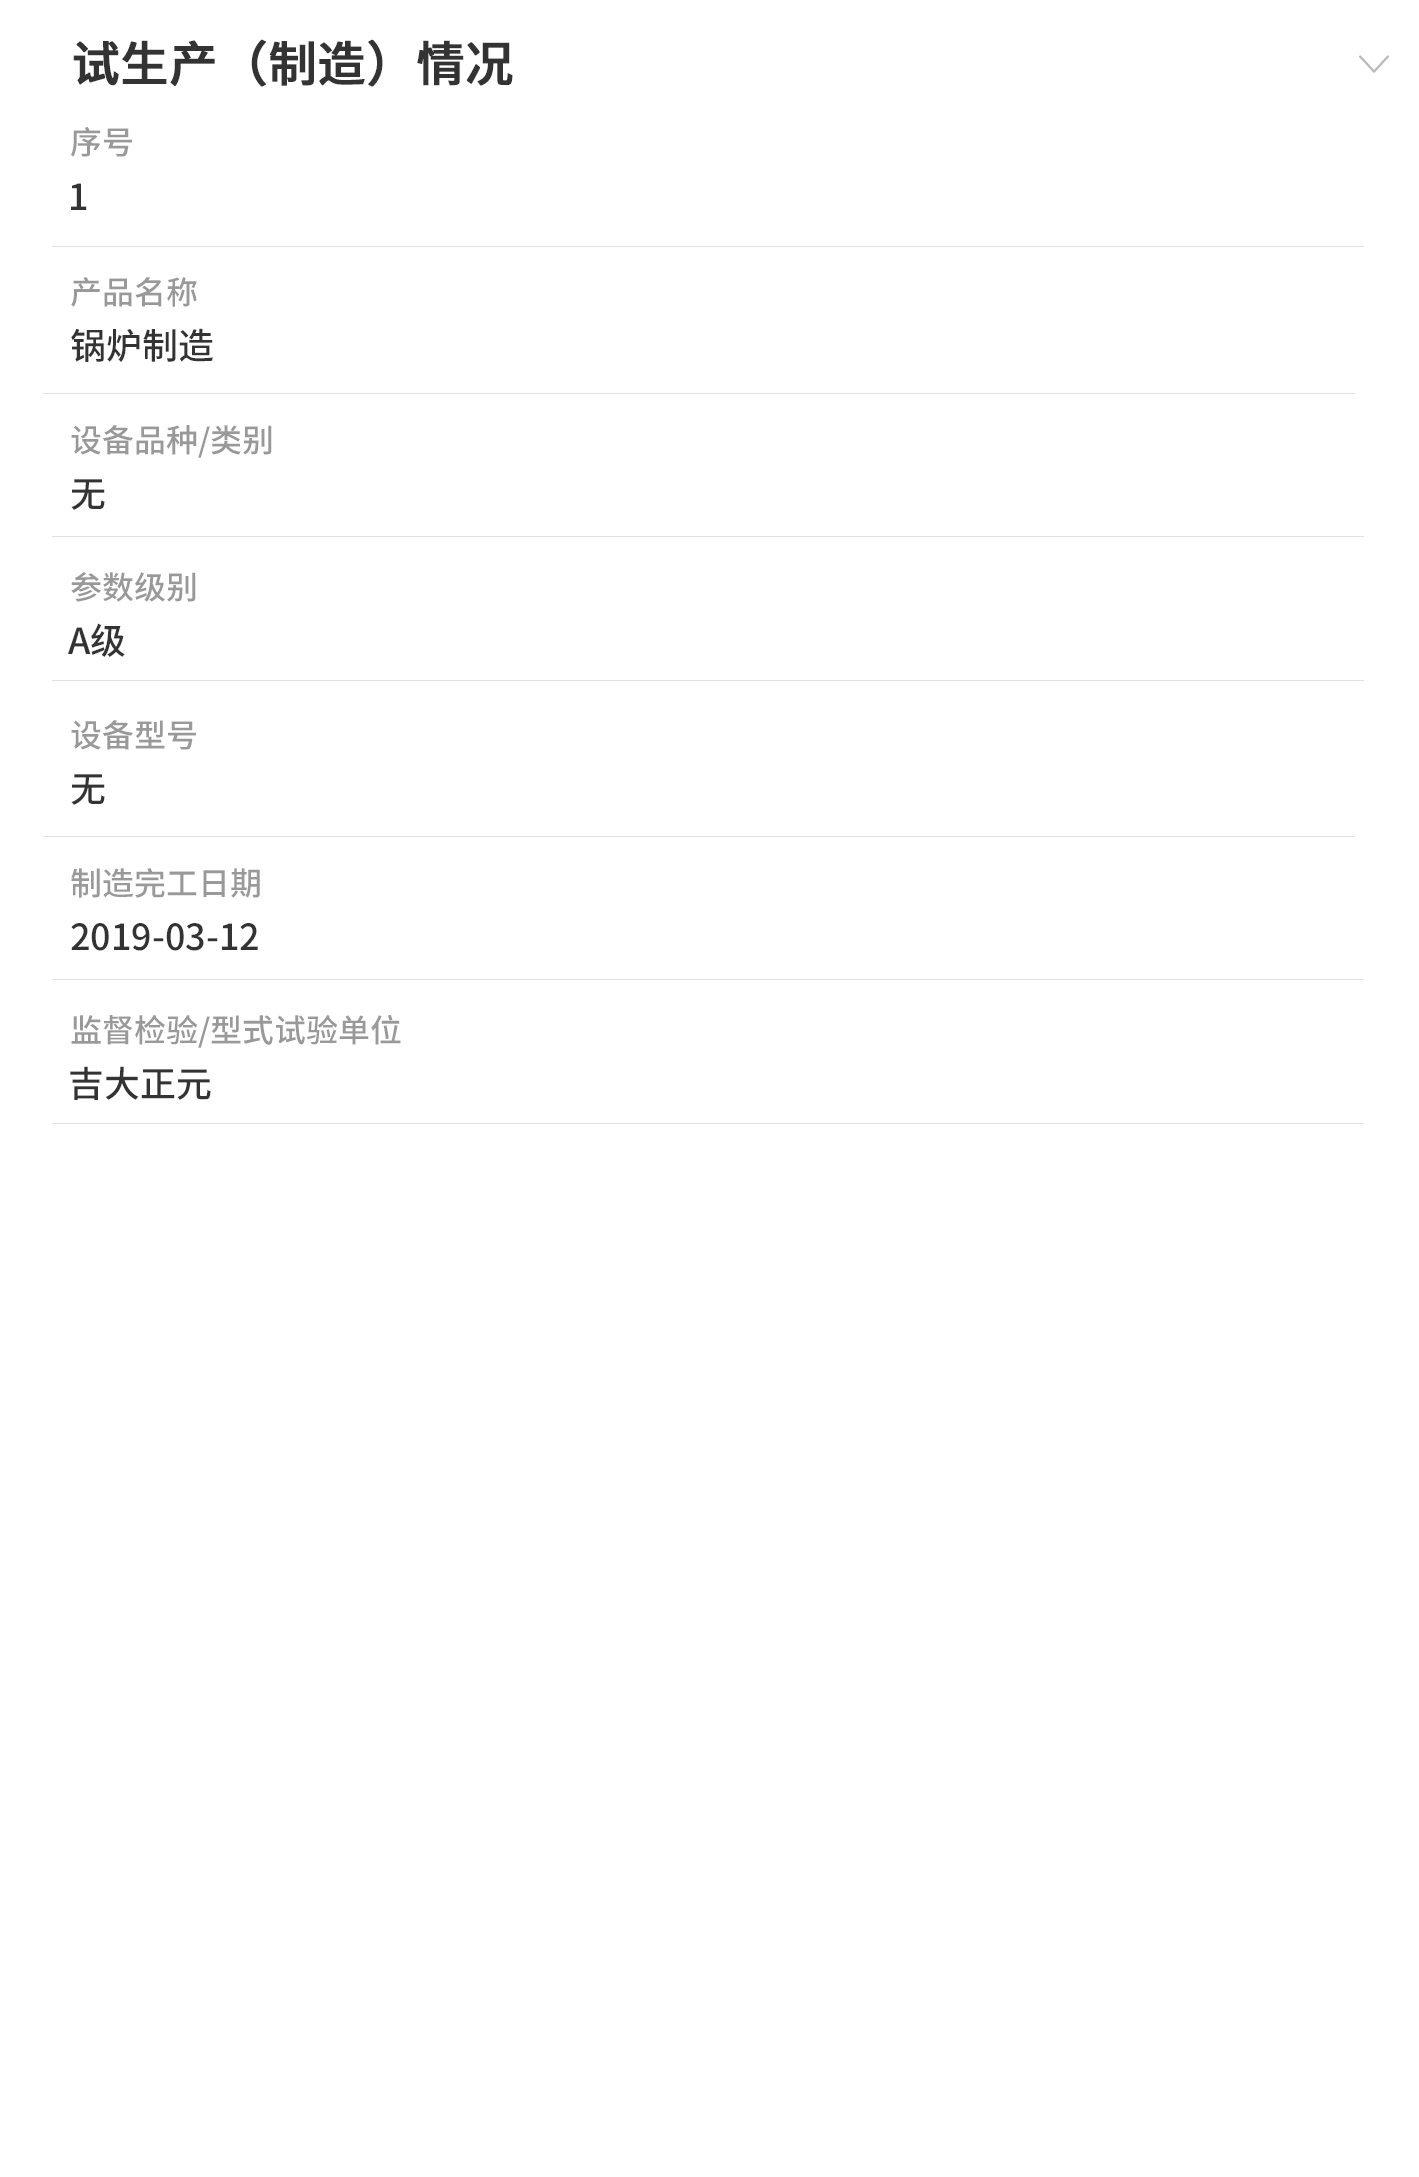 试生产（制造）情况
序号
1
产品名称
锅炉制造
设备品种/类别
无
参数级别
A级
设备型号
无
制造完工日期
2019-03-12
监督检验/型式试验单位
吉大正元